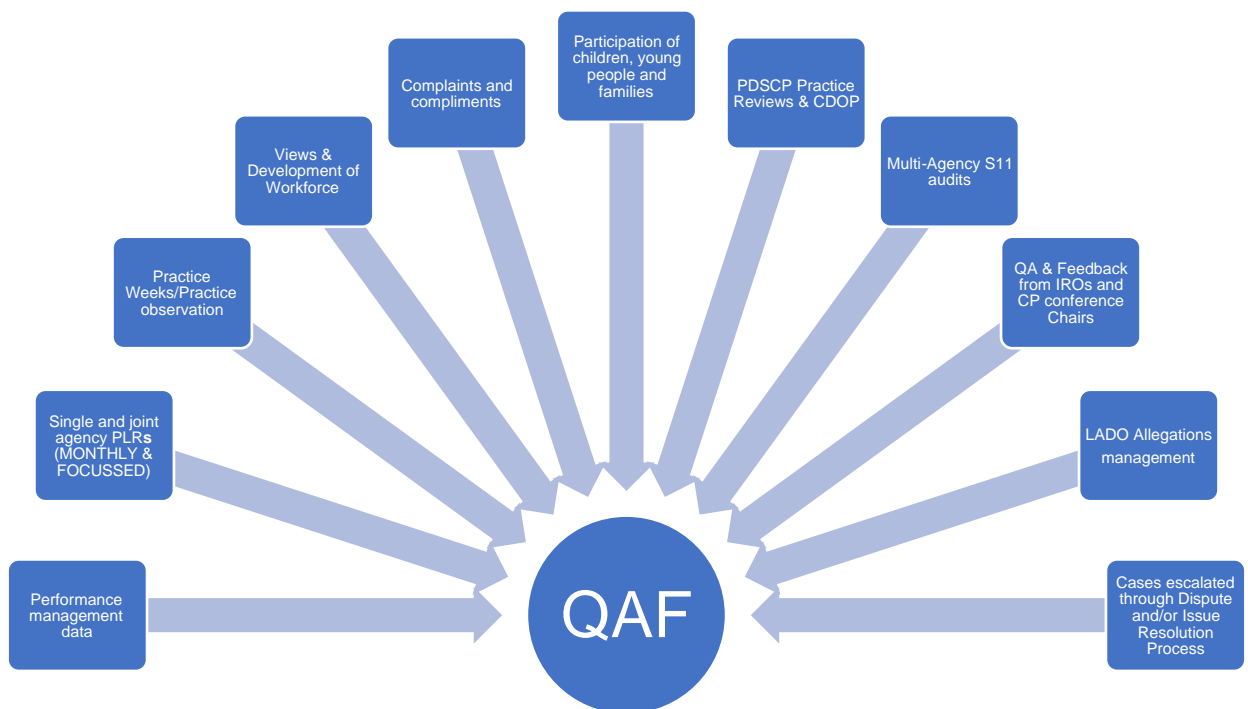 Participation of
children, young
people and
families
Complaints and
compliments
PDSCP Practice
Reviews & CDOP
Views &
Development of
Workforce
Multi-Agency S11
audits
Practice
Weeks/Practice
observation
QA & Feedback
from IROs and
CP conference
Chairs
Single and joint
agency PLRs
(MONTHLY &
FOCUSSED)
LADO Allegations
management
Performance
management
data
QAF
Cases escalated
through Dispute
and/or Issue
Resolution
Process